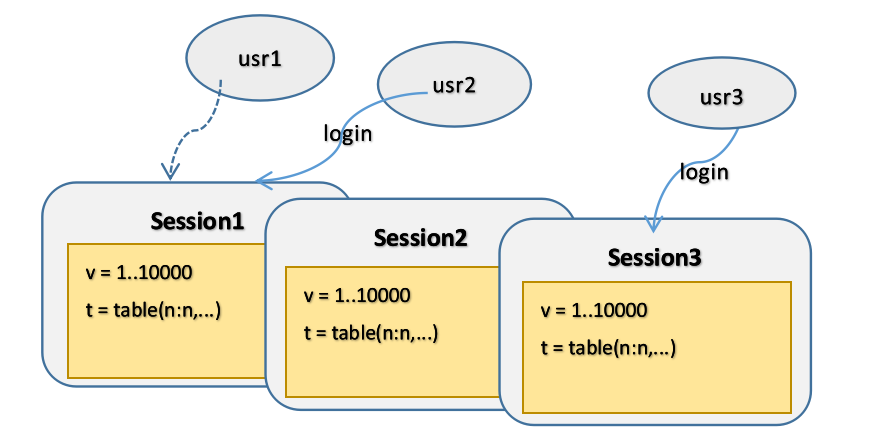 usr1
usr2
usr3
login
login
Session1
v = 1..10000
t = table(n:n,...)
Session2
v = 1..10000
t = table(n:n,...)
Session3
v = 1..10000
t = table(n:n,...)